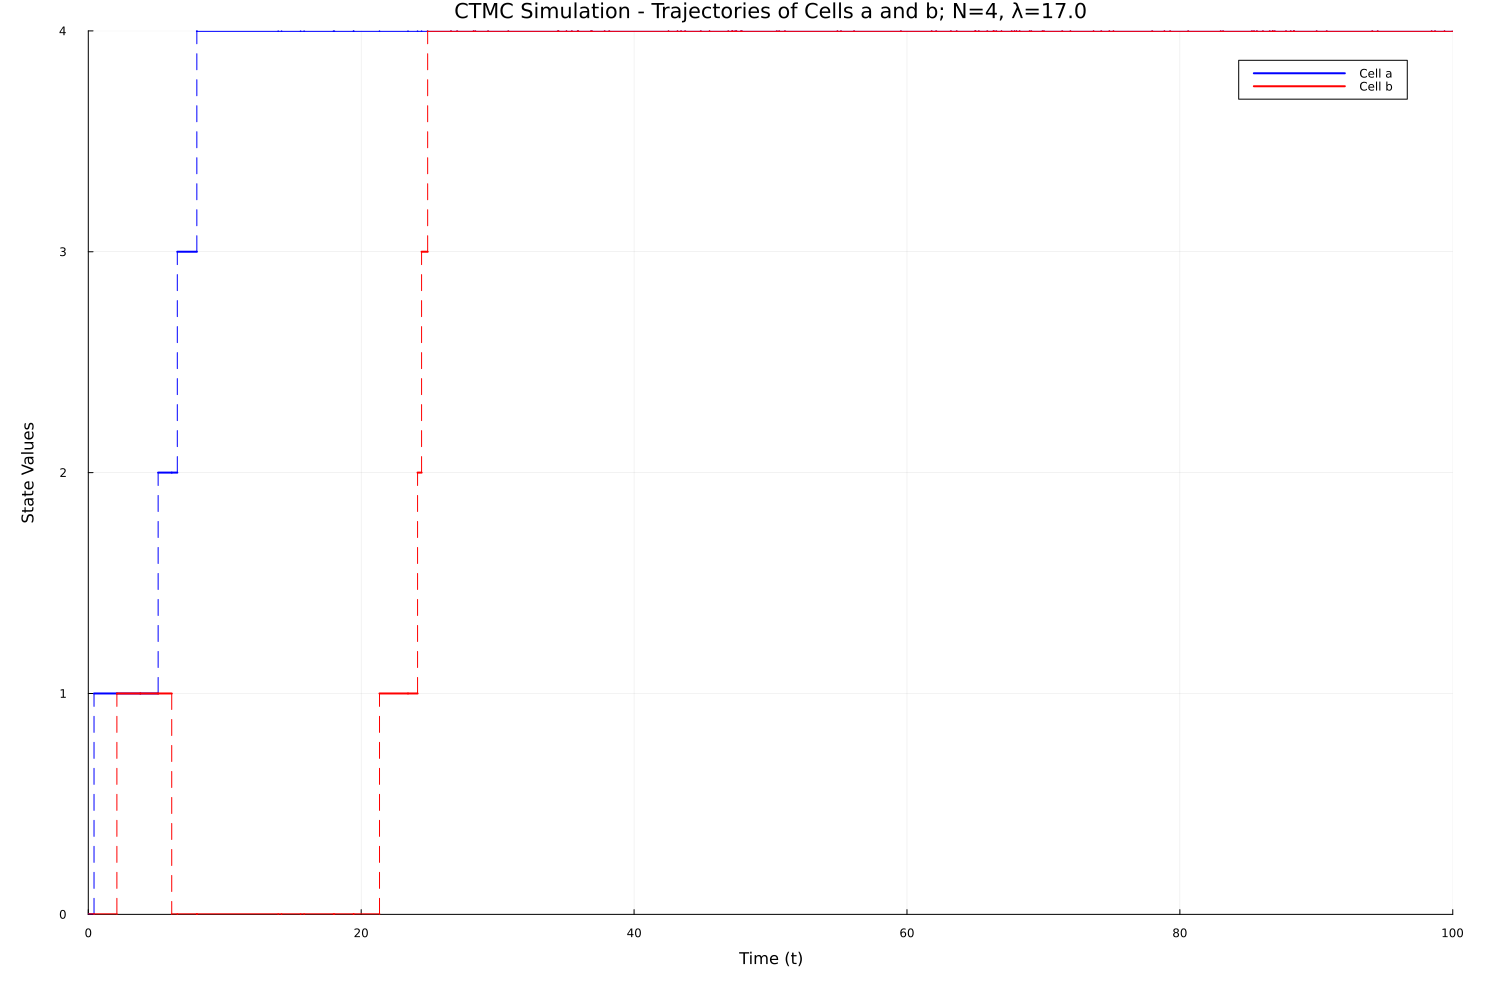 CTMC Simulation - Trajectories of Cells a and b; N=4, λ=17.0
4
Cell a
Cell b
3
State Values
2
1
0
0 20 40 60 80 100
Time (t)